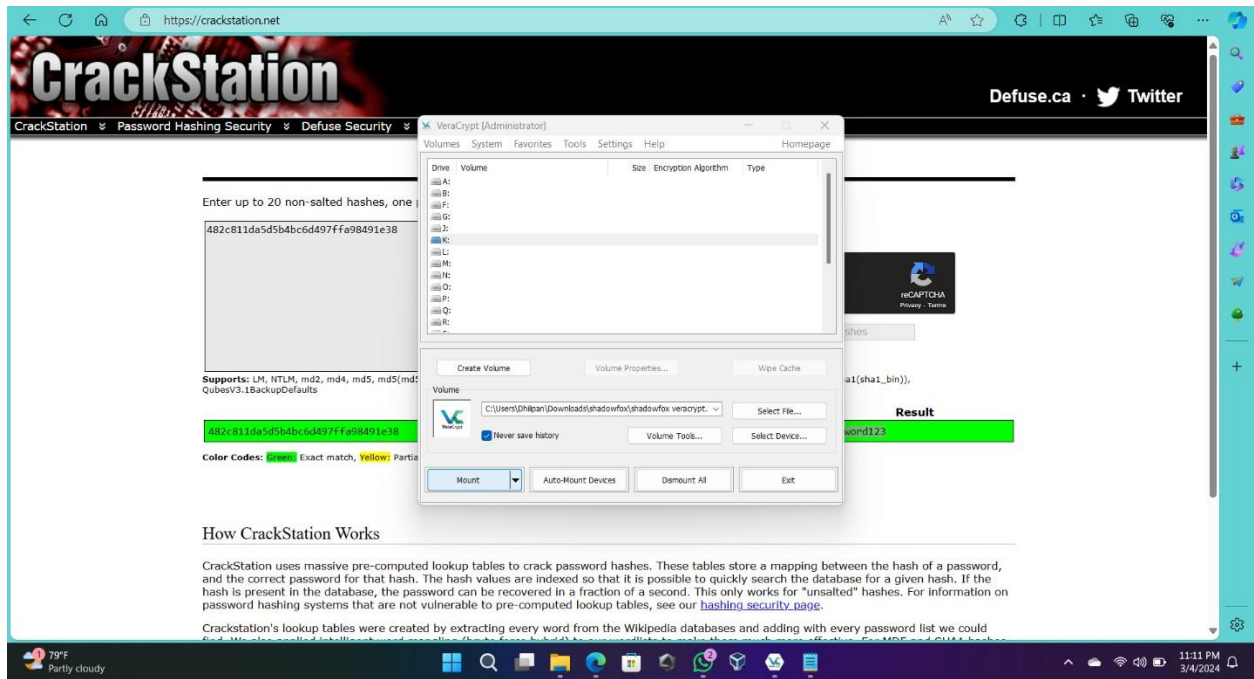 https://crackstation.net
CrackStation
Defuse.ca · Twitter
CrackStation Password Hashing Security Defuse Security
Enter up to 20 non-salted hashes, one
482c811da5d5b4bc6d497ffa98491e38
reCAPTCHA
Privacy - Terms
Supports: LM, NTLM, md2, md4, md5,
QubesV3.1BackupDefaults
Result
482c811da5d5b4bc6d497ffa98491e38
word123
Color Codes: Green: Exact match, Yellow:
VeraCrypt [Administrator]
Volumes System Favorites Tools Settings Help Homepage
Drive Volume Size Encryption Algorithm Type
A:
B:
F:
G:
J:
K:
L:
M:
N:
O:
P:
Q:
R:
Create Volume Volume Properties... Wipe Cache
Volume
VeraCrypt
C:\Users\Dhilpan\Downloads\shadowfox\shadowfox veracrypt. Select File...
Never save history Volume Tools... Select Device...
Mount Auto-Mount Devices Dismount All Exit
How CrackStation Works
CrackStation uses massive pre-computed lookup tables to crack password hashes. These tables store a mapping between the hash of a password,
and the correct password for that hash. The hash values are indexed so that it is possible to quickly search the database for a given hash. If the
hash is present in the database, the password can be recovered in a fraction of a second. This only works for "unsalted" hashes. For information on
password hashing systems that are not vulnerable to pre-computed lookup tables, see our hashing security page.
Crackstation's lookup tables were created by extracting every word from the Wikipedia databases and adding with every password list we could
79°F
Partly cloudy
11:11 PM
3/4/2024